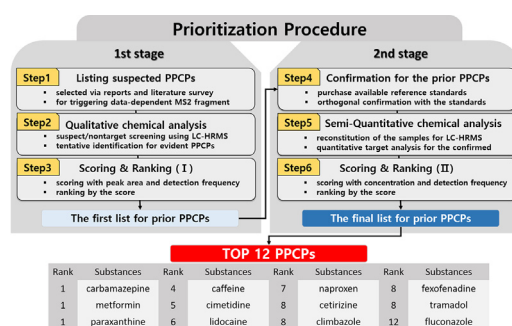 Prioritization Procedure
1st stage
Step1 Listing suspected PPCPs
• selected via reports and literature survey
• for triggering data-dependent MS2 fragment
Step2 Qualitative chemical analysis
• suspect/nontarget screening using LC-HRMS
• tentative identification for evident PPCPs
Step3 Scoring & Ranking (Ⅰ)
• scoring with peak area and detection frequency
• ranking by the score
The first list for prior PPCPs
2nd stage
Step4 Confirmation for the prior PPCPs
• purchase available reference standards
• orthogonal confirmation with the standards
Step5 Semi-Quantitative chemical analysis
• reconstitution of the samples for LC-HRMS
• quantitative target analysis for the confirmed
Step6 Scoring & Ranking (Ⅱ)
• scoring with concentration and detection frequency
• ranking by the score
The final list for prior PPCPs
TOP 12 PPCPs
Rank Substances Rank Substances Rank Substances Rank Substances
1 carbamazepine 4 caffeine 7 naproxen 8 fexofenadine
1 metformin 5 cimetidine 8 cetirizine 8 tramadol
1 paraxanthine 6 lidocaine 8 climbazole 12 fluconazole